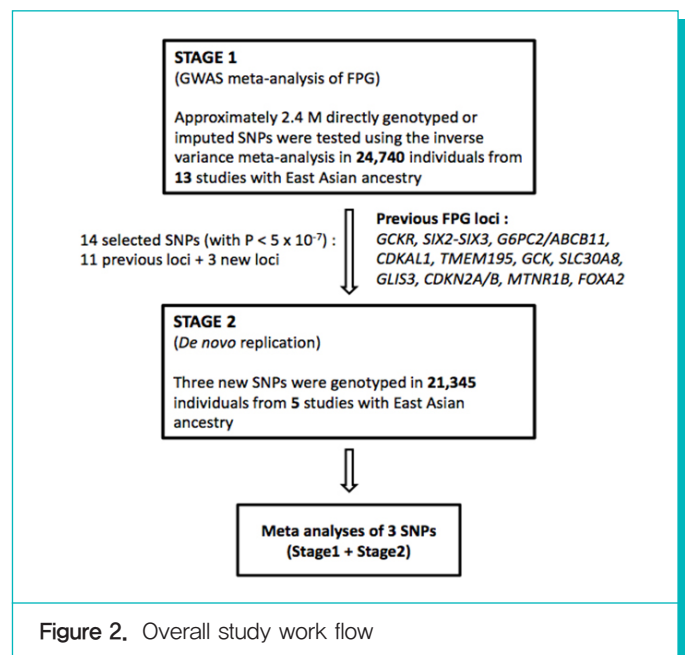 STAGE 1
(GWAS meta-analysis of FPG)
Approximately 2.4 M directly genotyped or
imputed SNPs were tested using the inverse
variance meta-analysis in 24,740 individuals from
13 studies with East Asian ancestry
14 selected SNPs (with P < 5 x 10⁻⁷) :
11 previous loci + 3 new loci
Previous FPG loci :
GCKR, SIX2-SIX3, G6PC2/ABCB11,
CDKAL1, TMEM195, GCK, SLC30A8,
GLIS3, CDKN2A/B, MTNR1B, FOXA2
STAGE 2
(De novo replication)
Three new SNPs were genotyped in 21,345
individuals from 5 studies with East Asian
ancestry
Meta analyses of 3 SNPs
(Stage1 + Stage2)
Figure 2. Overall study work flow